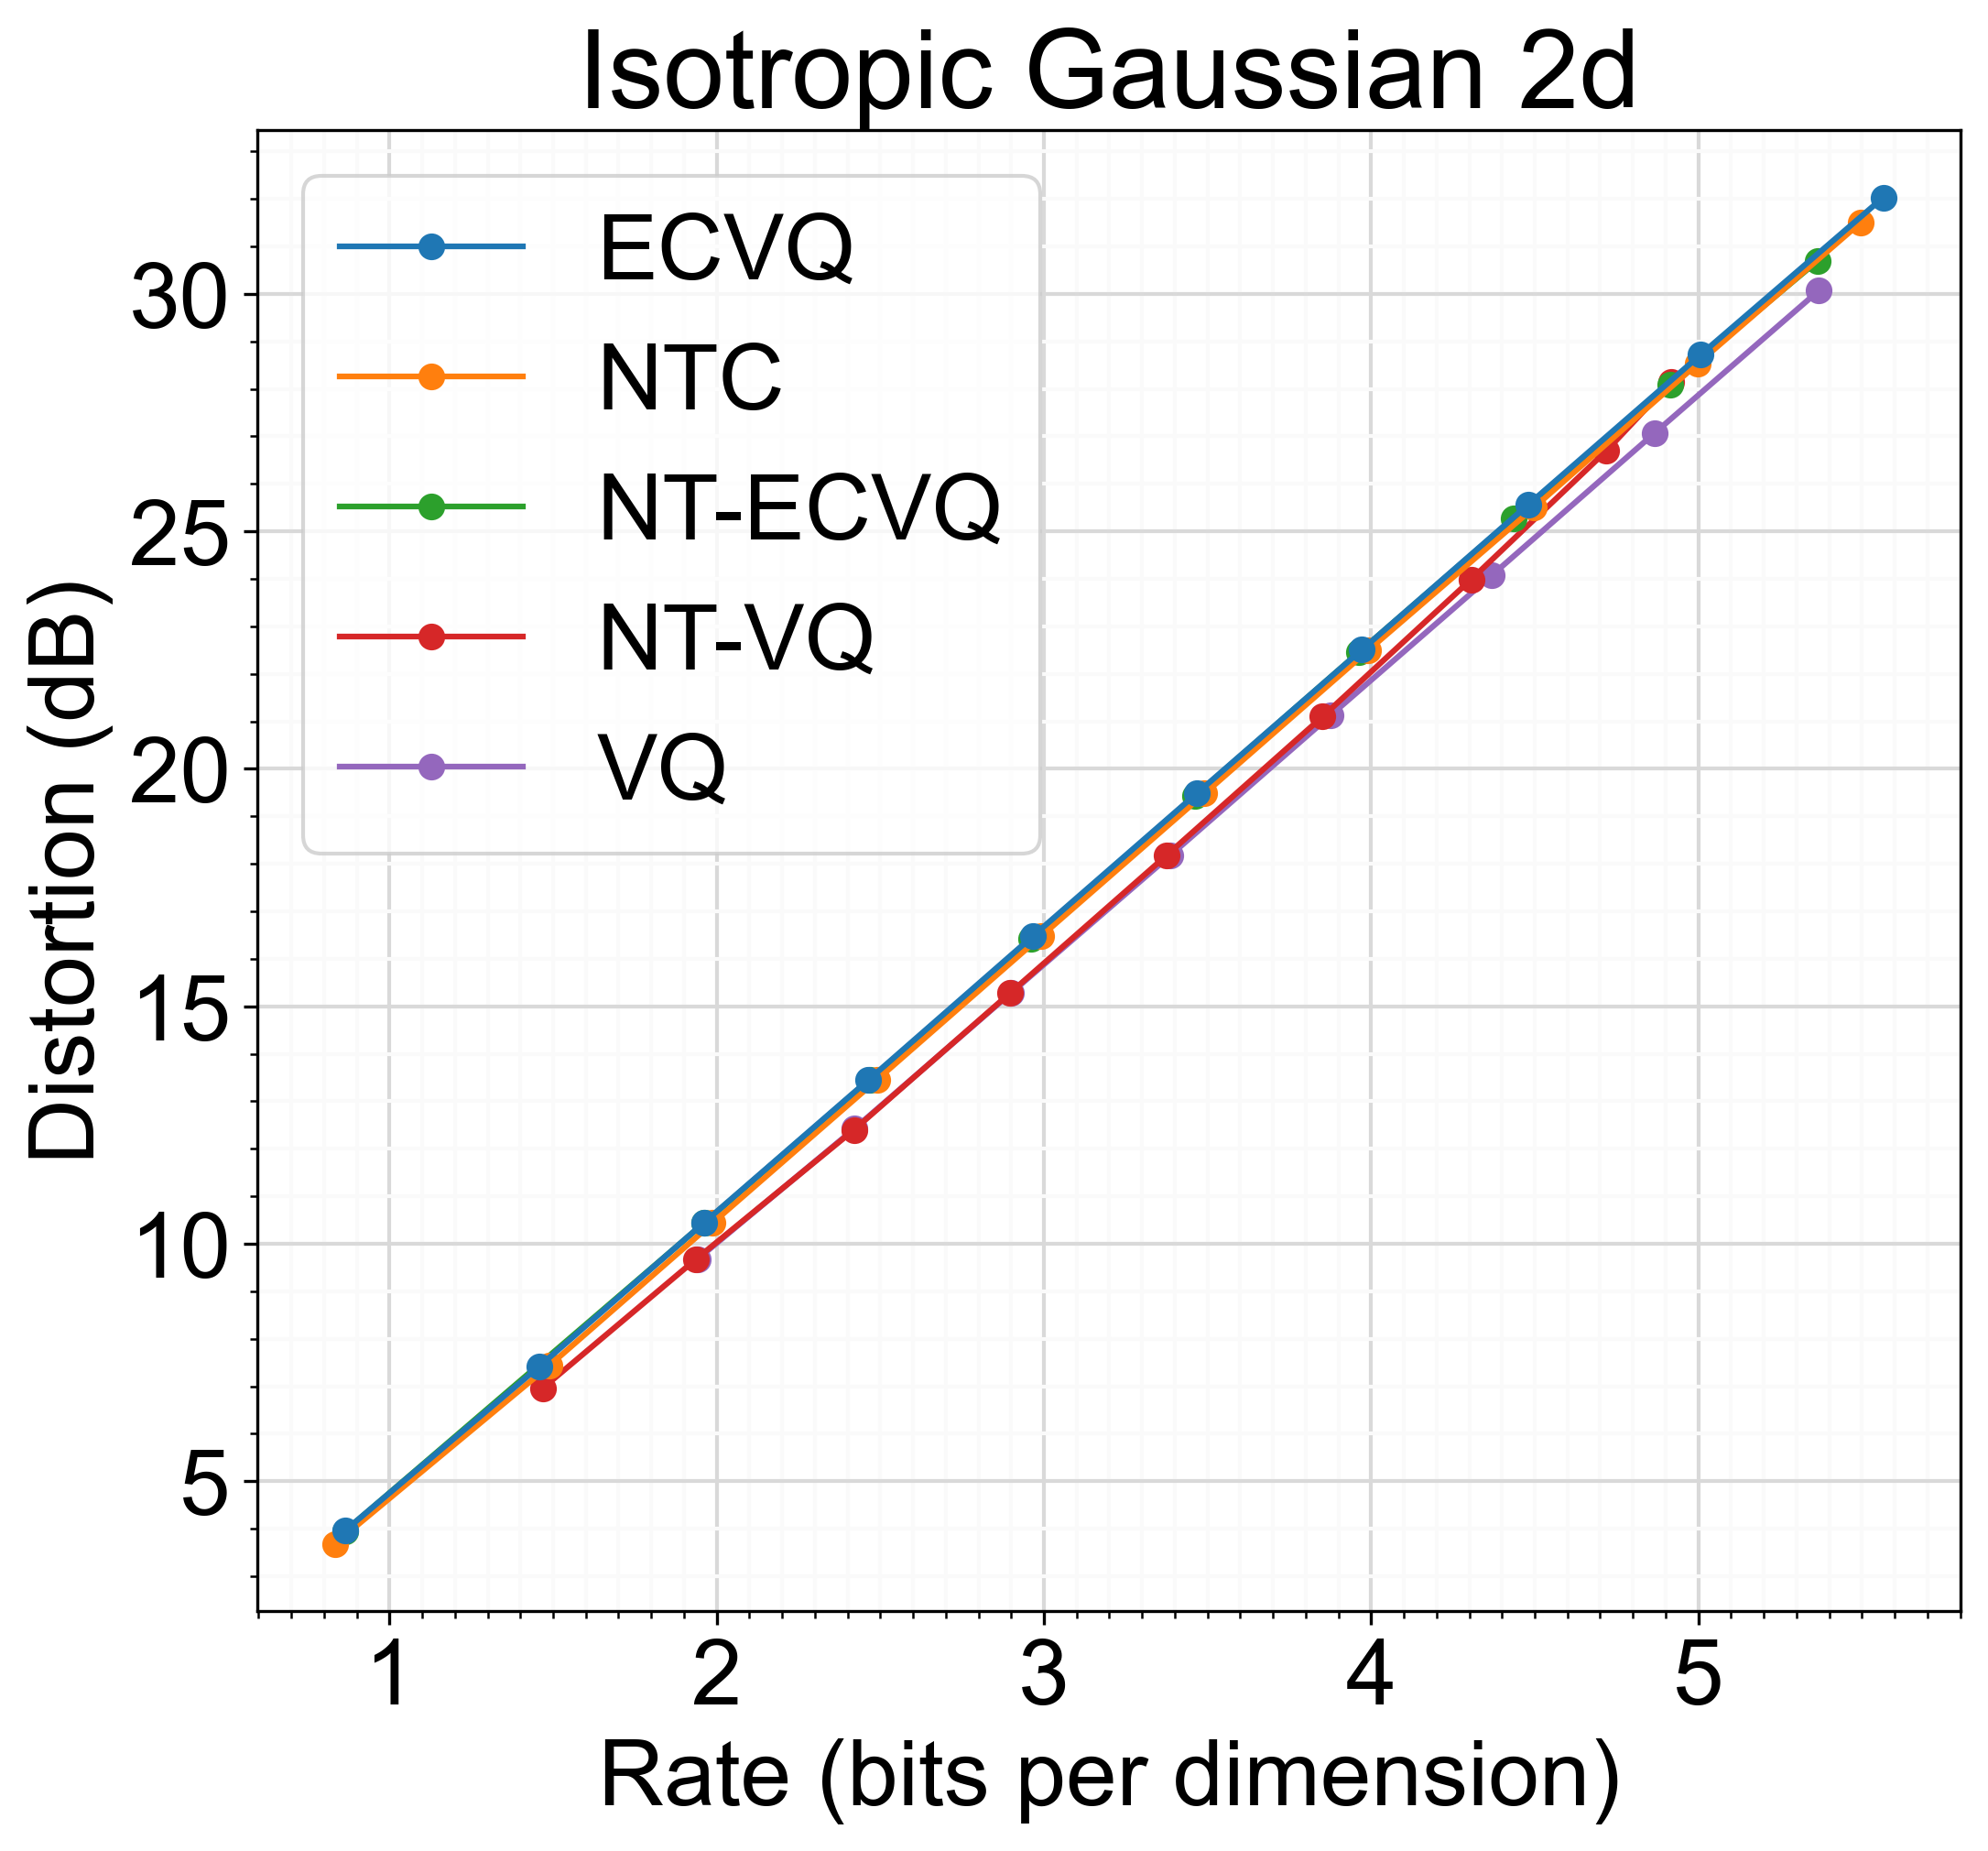 Isotropic Gaussian 2d
ECVQ
NTC
NT-ECVQ
NT-VQ
VQ
Distortion (dB)
30
25
20
15
10
5
1 2 3 4 5
Rate (bits per dimension)